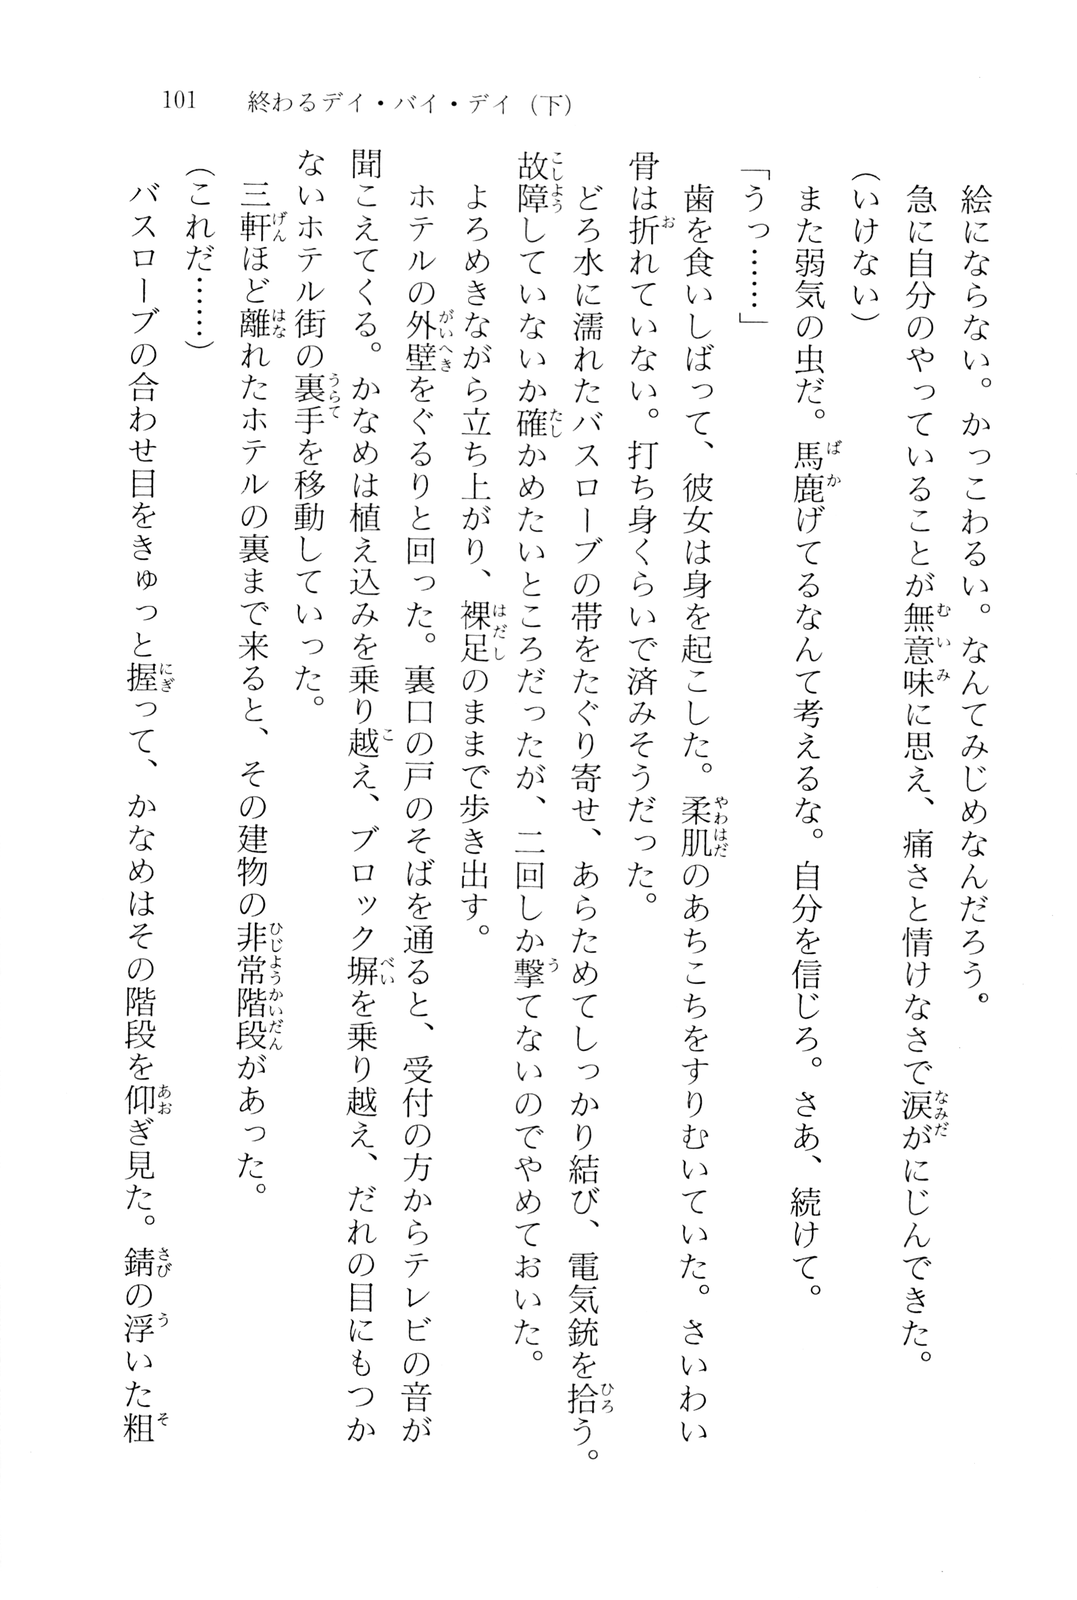 101　終わるデイ・バイ・デイ（下）
　絵にならない。かっこわるい。なんてみじめなんだろう。
　急に自分のやっていることが無意味に思え、痛さと情けなさで涙がにじんできた。
（いけない）
　また弱気の虫だ。馬鹿げてるなんて考えるな。自分を信じろ。さあ、続けて。
「うっ……」
　歯を食いしばって、彼女は身を起こした。柔肌のあちこちをすりむいていた。さいわい
骨は折れていない。打ち身くらいで済みそうだった。
　どろ水に濡れたバスローブの帯をたぐり寄せ、あらためてしっかり結び、電気銃を拾う。
故障していないか確かめたいところだったが、二回しか撃てないのでやめておいた。
　よろめきながら立ち上がり、裸足のままで歩き出す。
　ホテルの外壁をぐるりと回った。裏口の戸のそばを通ると、受付の方からテレビの音が
聞こえてくる。かなめは植え込みを乗り越え、ブロック塀を乗り越え、だれの目にもつか
ないホテル街の裏手を移動していった。
　三軒ほど離れたホテルの裏まで来ると、その建物の非常階段があった。
（これだ……）
　バスローブの合わせ目をきゅっと握って、かなめはその階段を仰ぎ見た。錆の浮いた粗